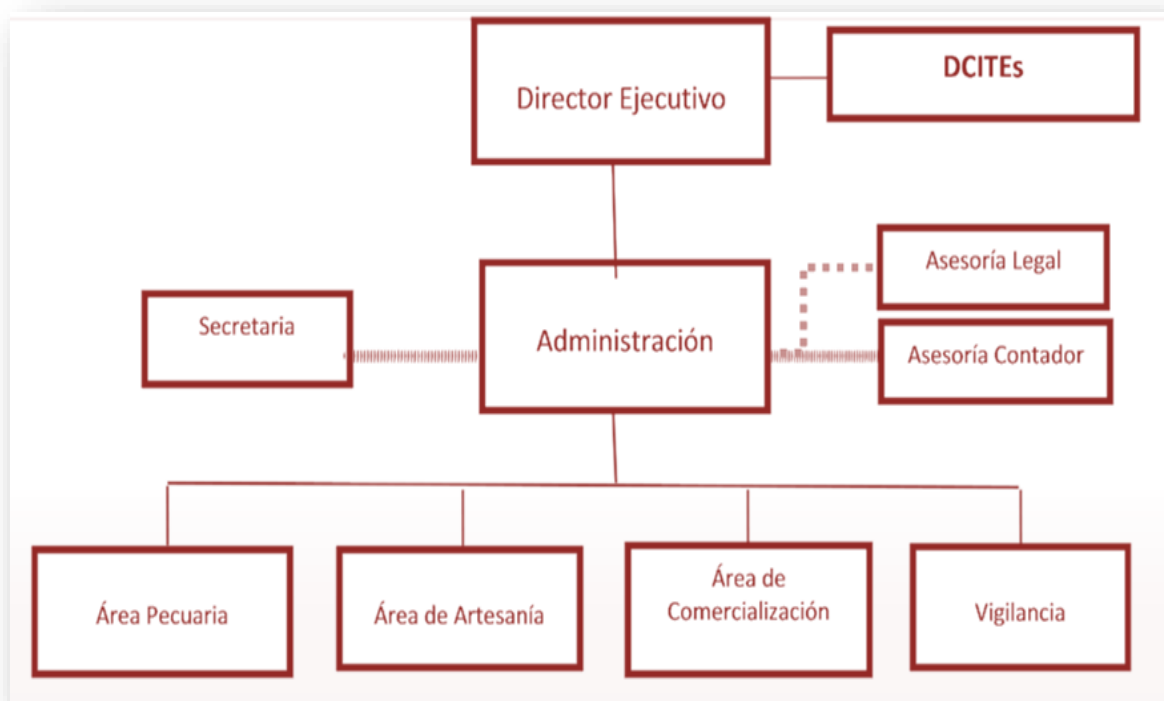 Director Ejecutivo
DCITEs
Asesoría Legal
Secretaria
Administración
Asesoría Contador
Área Pecuaria
Área de Artesanía
Área de
Comercialización
Vigilancia